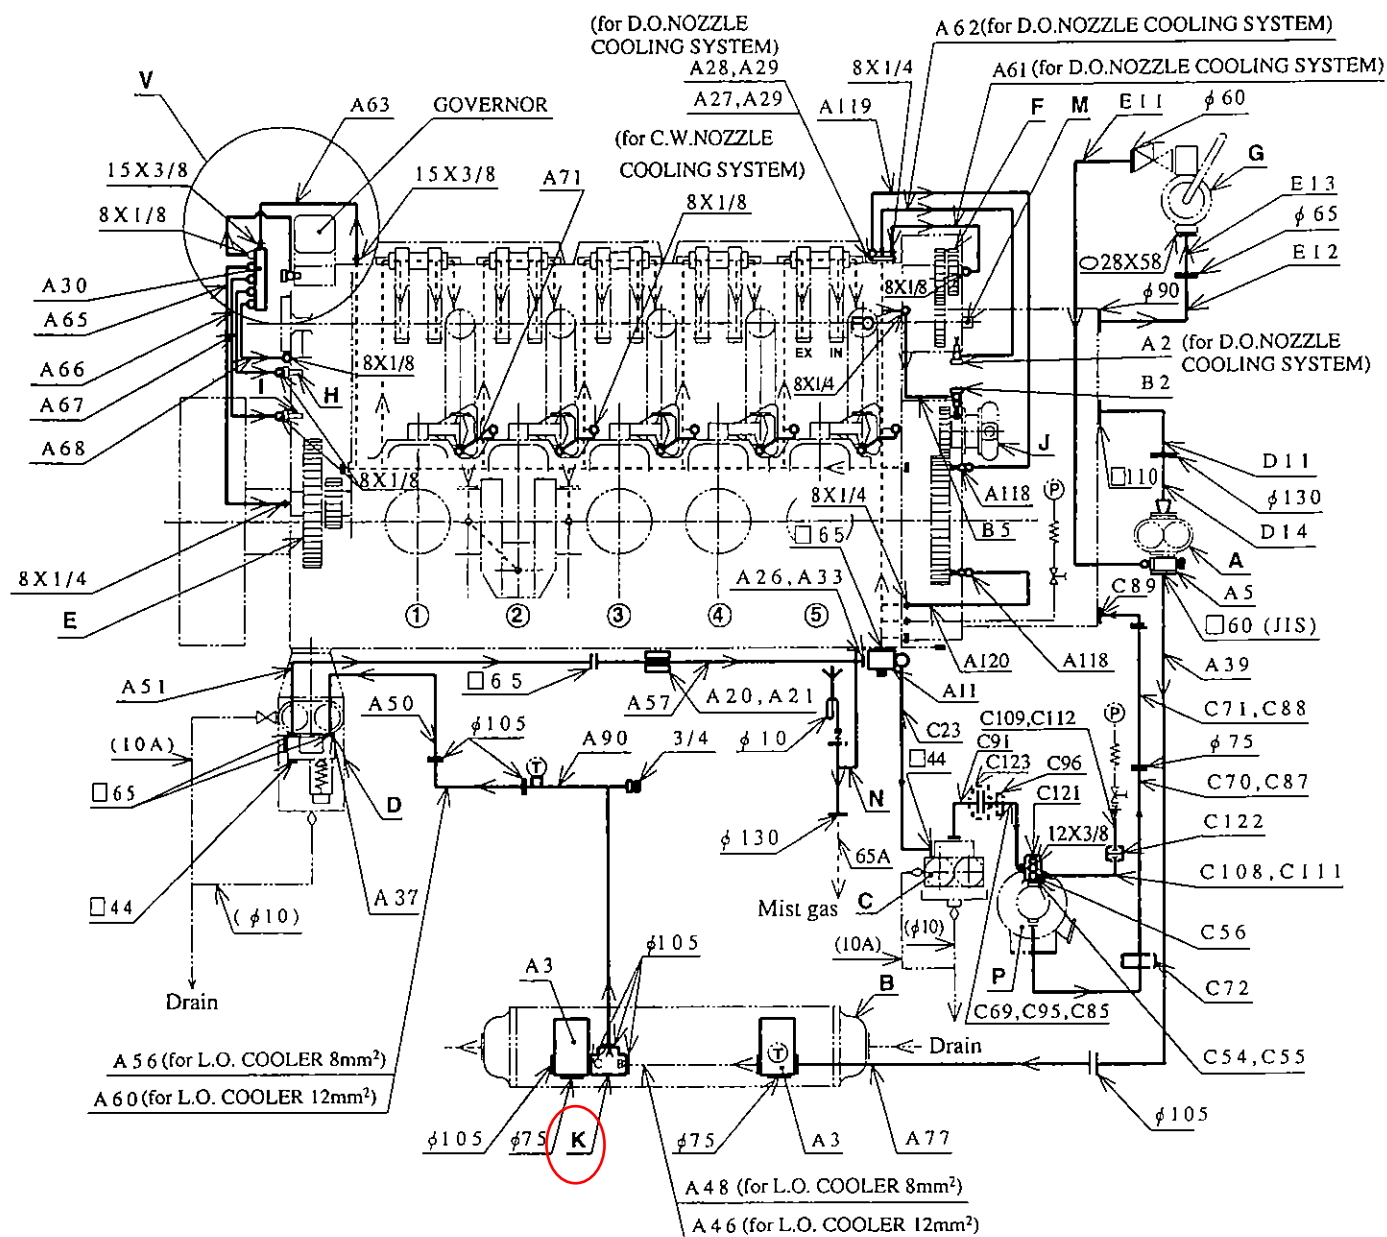 (for D.O.NOZZLE
COOLING SYSTEM)
A62(for D.O.NOZZLE COOLING SYSTEM)
A28,A29
8X1/4
A61(for D.O.NOZZLE COOLING SYSTEM)
V
A63
GOVERNOR
A27,A29
A119
F
M
E11
ϕ60
(for C.W.NOZZLE
COOLING SYSTEM)
15X3/8
15X3/8
A71
8X1/8
G
8X1/8
E13
ϕ65
28X58
E12
A30
8X1/8
ϕ90
A65
A2 (for D.O.NOZZLE
COOLING SYSTEM)
EX
IN
A66
8X1/8
8X1/4
B2
I
H
A67
A68
J
D11
8X1/8
A118
□110
8X1/4
P
ϕ130
B5
D14
□65
A
8X1/4
A26,A33
C89
A5
E
①
②
③
④
⑤
□60(JIS)
A51
□65
A120
A118
A39
A57
A20,A21
A11
A50
C109,C112
P
C71,C88
(10A)
ϕ105
A90
3/4
ϕ10
C23
C91
T
□44
C123
C96
ϕ75
□65
D
N
C121
C70,C87
12X3/8
C122
ϕ130
65A
C108,C111
□44
(ϕ10)
A37
Mist gas
C
(ϕ10)
C56
(10A)
ϕ105
P
Drain
A3
B
C72
C69,C95,C85
A
C
B
T
Drain
A56(for L.O. COOLER 8mm²)
C54,C55
A60(for L.O. COOLER 12mm²)
ϕ105
ϕ105
ϕ75
K
ϕ75
A3
A77
A48 (for L.O. COOLER 8mm²)
A46(for L.O. COOLER 12mm²)